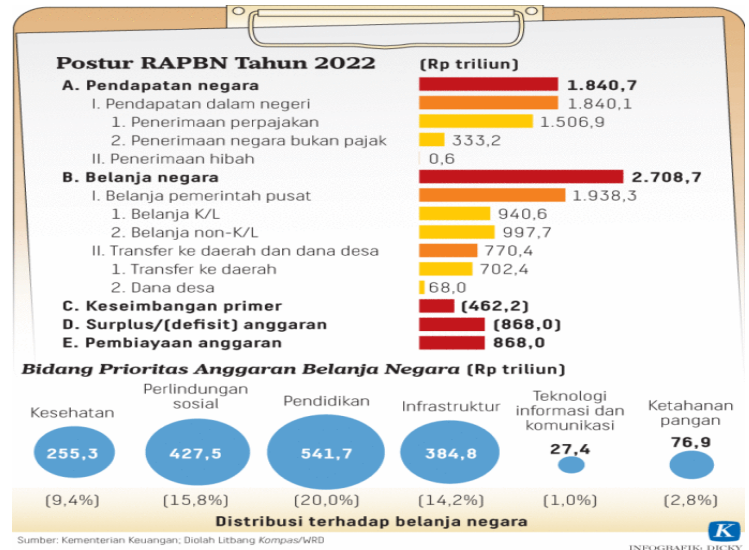 Postur RAPBN Tahun 2022 (Rp triliun)
A. Pendapatan negara 1.840,7
I. Pendapatan dalam negeri 1.840,1
1. Penerimaan perpajakan 1.506,9
2. Penerimaan negara bukan pajak 333,2
II. Penerimaan hibah 0,6
B. Belanja negara 2.708,7
I. Belanja pemerintah pusat 1.938,3
1. Belanja K/L 940,6
2. Belanja non-K/L 997,7
II. Transfer ke daerah dan dana desa 770,4
1. Transfer ke daerah 702,4
2. Dana desa 68,0
C. Keseimbangan primer (462,2)
D. Surplus/(defisit) anggaran (868,0)
E. Pembiayaan anggaran 868,0
Bidang Prioritas Anggaran Belanja Negara (Rp triliun)
Kesehatan
255,3
(9,4%)
Perlindungan
sosial
427,5
(15,8%)
Pendidikan
541,7
(20,0%)
Infrastruktur
384,8
(14,2%)
Teknologi
informasi dan
komunikasi
27,4
(1,0%)
Ketahanan
pangan
76,9
(2,8%)
Distribusi terhadap belanja negara
K
Sumber: Kementerian Keuangan; Diolah Litbang Kompas/WRD
INFOGRAFIK: DICKY